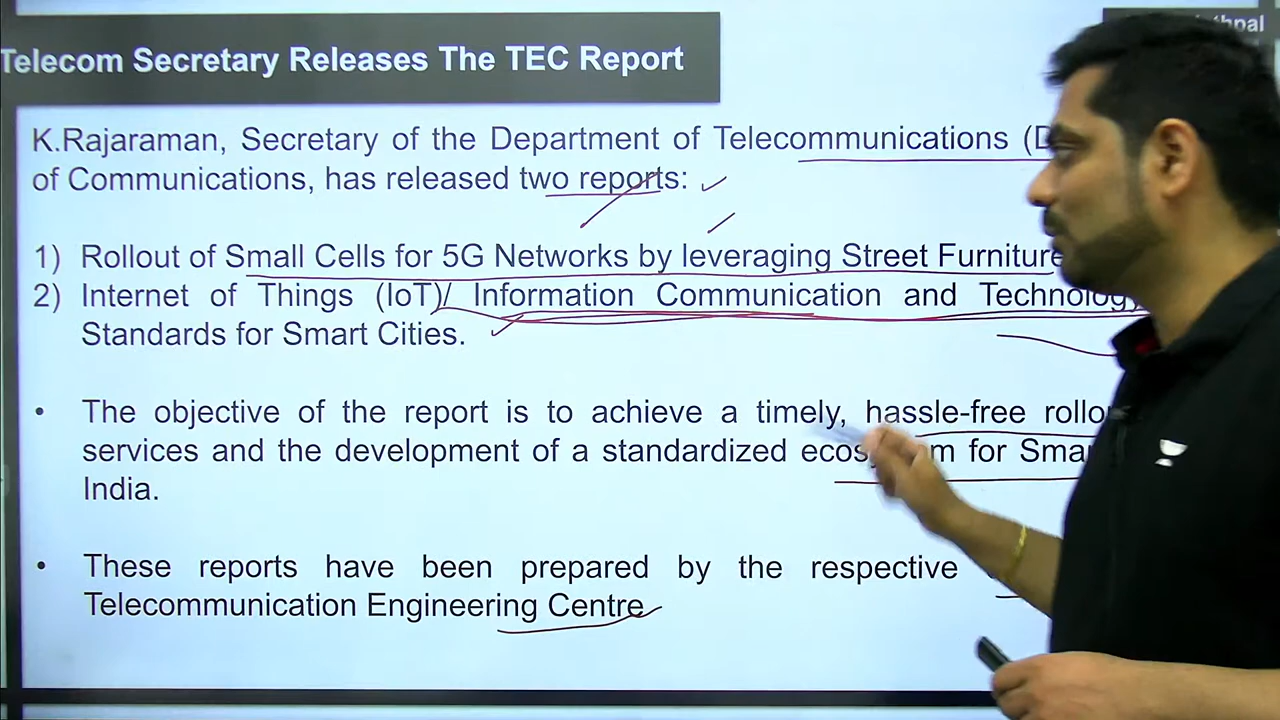 Telecom Secretary Releases The TEC Report
K.Rajaraman, Secretary of the Department of Telecommunications
of Communications, has released two reports:
1) Rollout of Small Cells for 5G Networks by leveraging Street Furniture
2) Internet of Things (IoT)/ Information Communication and Technology
Standards for Smart Cities.
• The objective of the report is to achieve a timely, hassle-free
services and the development of a standardized for
India.
• These reports have been prepared by the respective
Telecommunication Engineering Centre